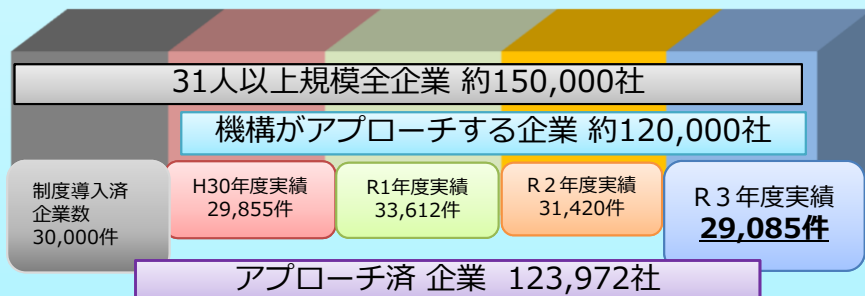 31人以上規模全企業 約150,000社
機構がアプローチする企業 約120,000社
制度導入済
企業数
30,000件
H30年度実績
29,855件
R1年度実績
33,612件
R２年度実績
31,420件
R３年度実績
29,085件
アプローチ済 企業 123,972社